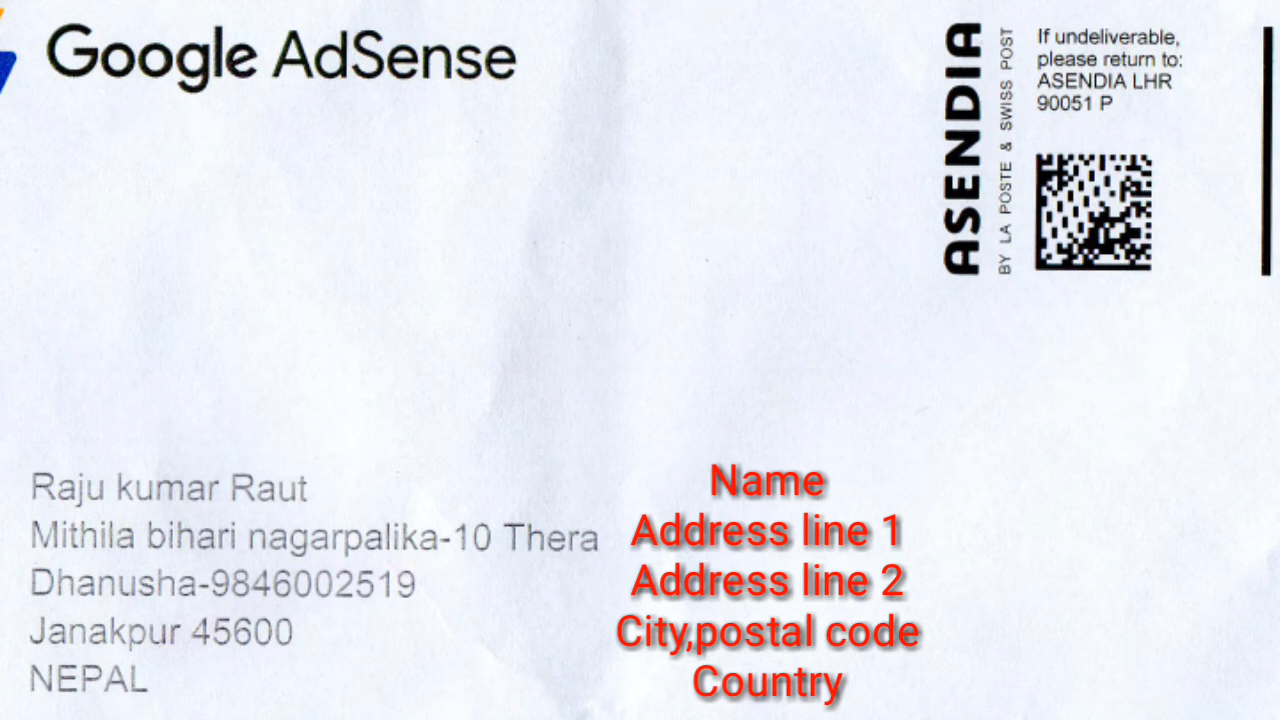 Google AdSense
ASENDIA
BY LA POSTE & SWISS POST
If undeliverable,
please return to:
ASENDIA LHR
90051 P
Raju kumar Raut
Mithila bihari nagarpalika-10 Thera
Dhanusha-9846002519
Janakpur 45600
NEPAL
Name
Address line 1
Address line 2
City,postal code
Country